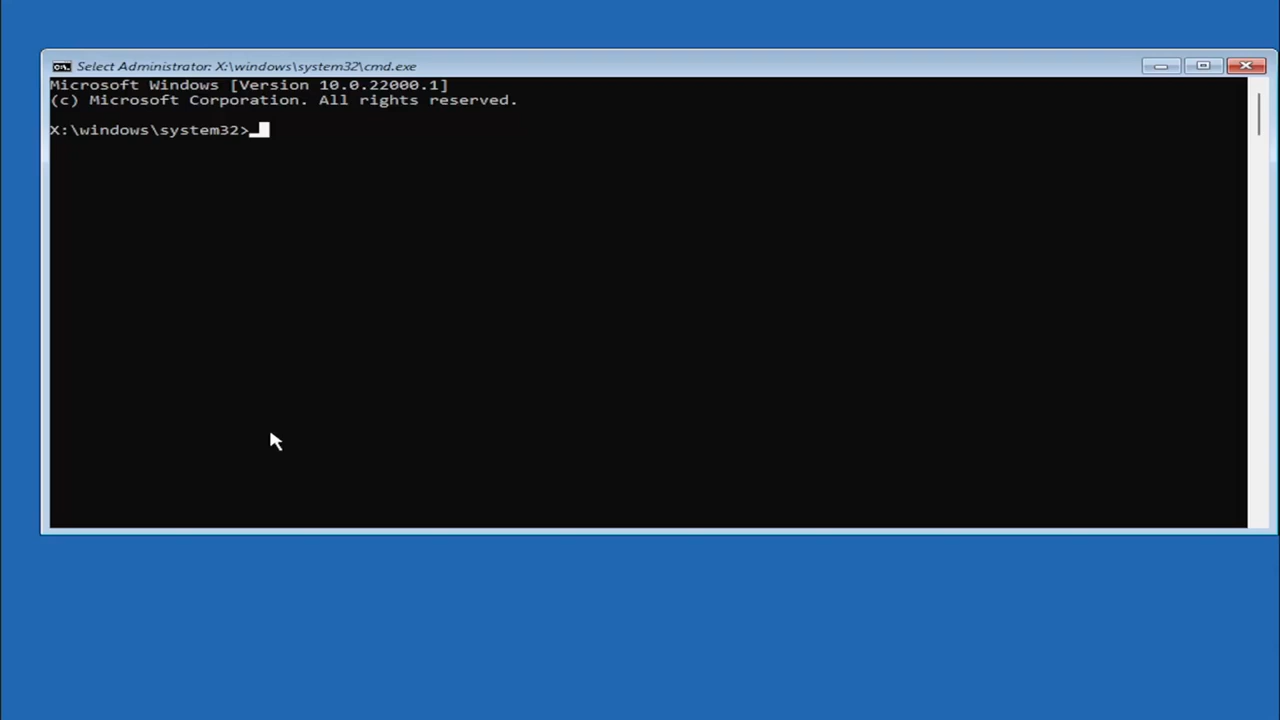 Select Administrator: X:\windows\system32\cmd.exe
Microsoft Windows [Version 10.0.22000.1]
(c) Microsoft Corporation. All rights reserved.
X:\windows\system32>